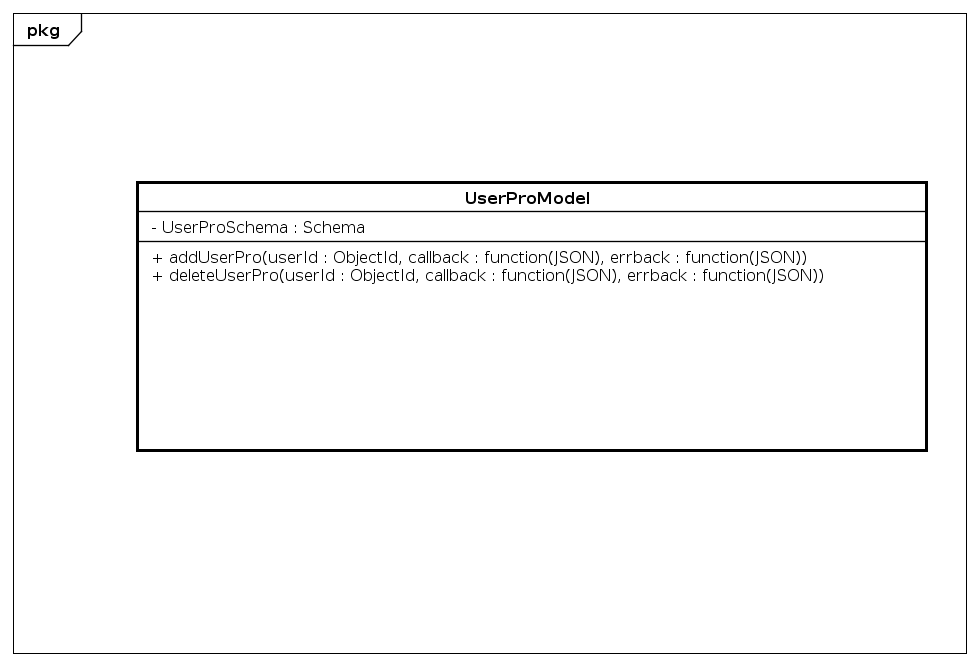 pkg
UserProModel
- UserProSchema : Schema
+ addUserPro(userId : ObjectId, callback : function(JSON), errback : function(JSON))
+ deleteUserPro(userId : ObjectId, callback : function(JSON), errback : function(JSON))